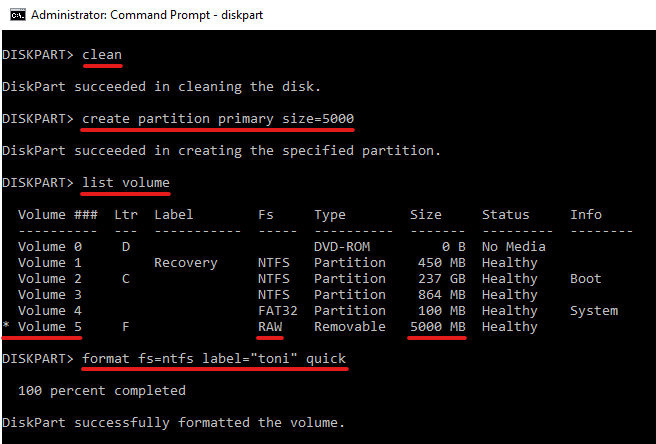 Administrator: Command Prompt - diskpart
DISKPART> clean
DiskPart succeeded in cleaning the disk.
DISKPART> create partition primary size=5000
DiskPart succeeded in creating the specified partition.
DISKPART> list volume
Volume ###  Ltr  Label        Fs     Type        Size     Status     Info
----------  ---  -----------  -----  ----------  -------  ---------  --------
Volume 0     D                       DVD-ROM         0 B  No Media
Volume 1         Recovery     NTFS   Partition    450 MB  Healthy
Volume 2     C                NTFS   Partition    237 GB  Healthy    Boot
Volume 3                      NTFS   Partition    864 MB  Healthy
Volume 4                      FAT32  Partition    100 MB  Healthy    System
* Volume 5     F                RAW    Removable   5000 MB  Healthy
DISKPART> format fs=ntfs label="toni" quick
100 percent completed
DiskPart successfully formatted the volume.